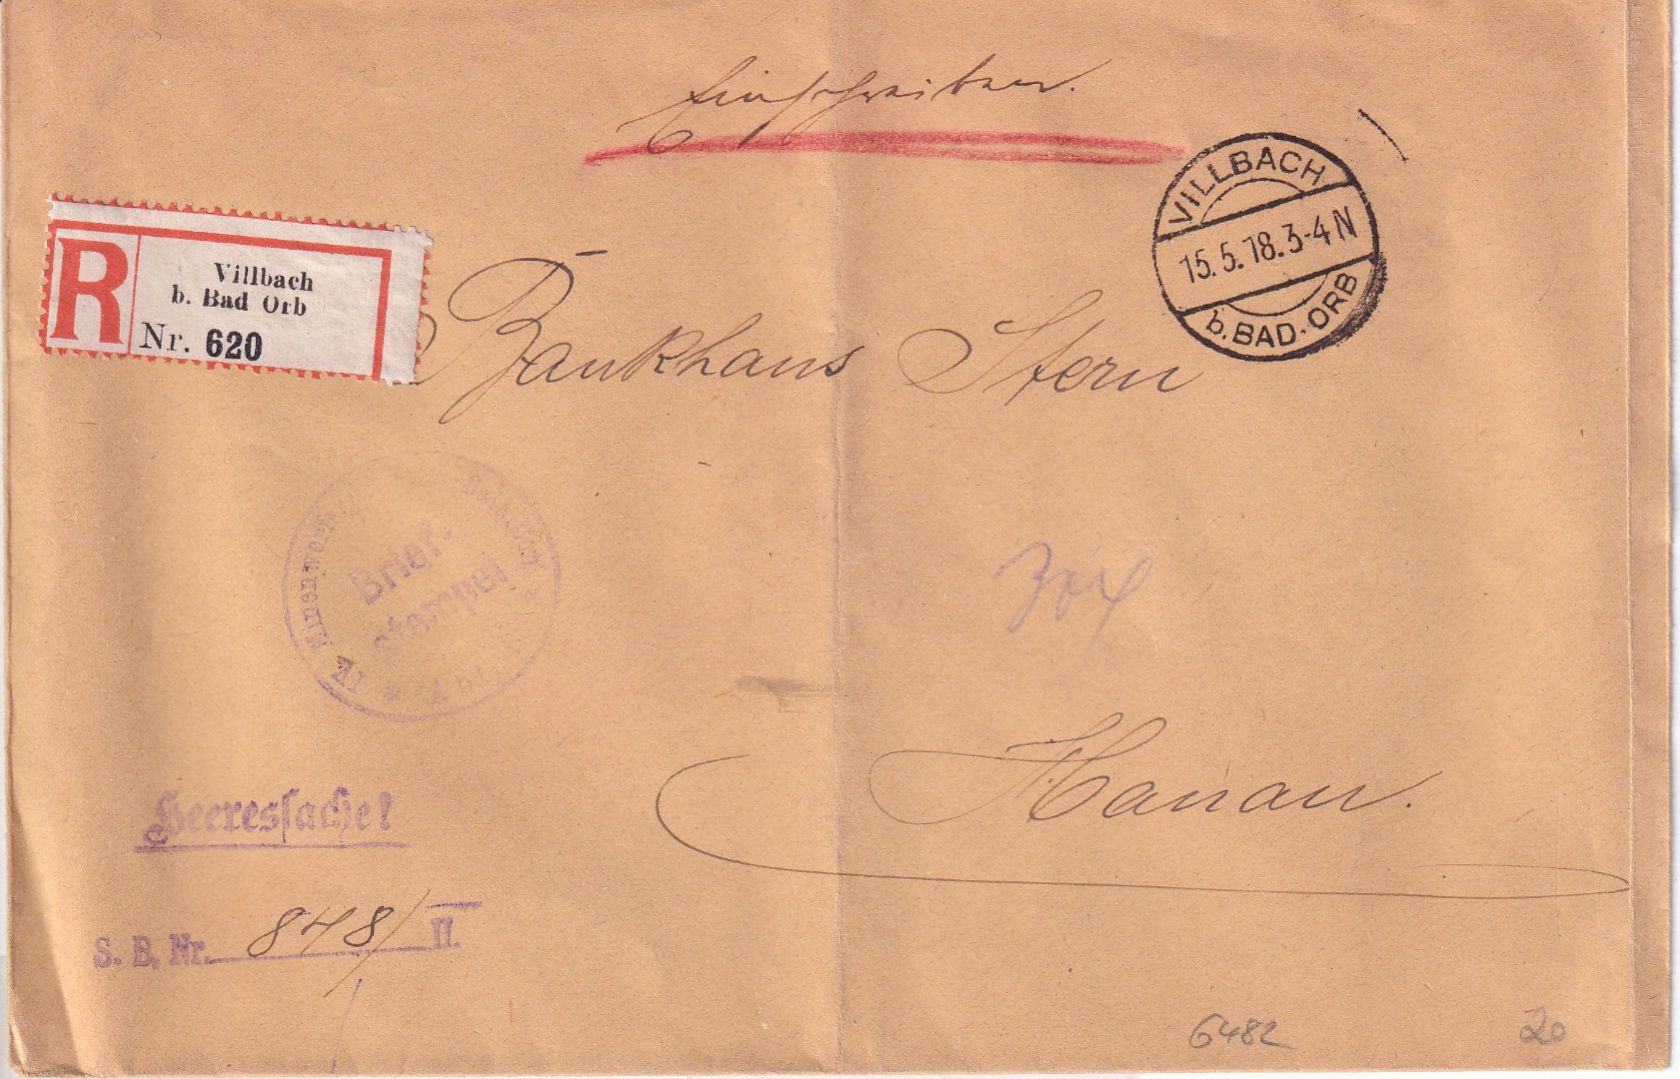 Einschreiben.
R
Villbach
b. Bad Orb
Nr. 620
VILLBACH
15.5.18.3-4N
b. BAD-ORB
Bankhaus Stern
Brief-
stempel
Minenwerfer
Heeressache!
Hanau.
S. B. Nr. 848/II.
6482
20